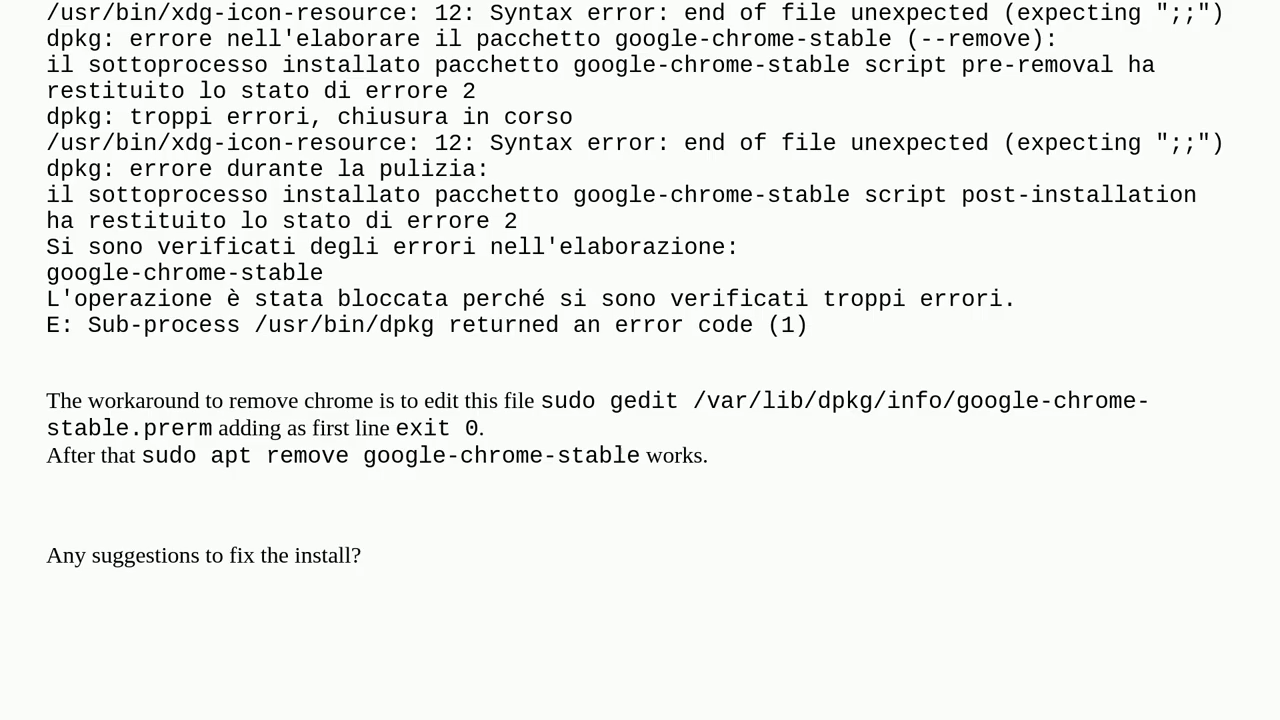 /usr/bin/xdg-icon-resource: 12: Syntax error: end of file unexpected (expecting ";;")
dpkg: errore nell'elaborare il pacchetto google-chrome-stable (--remove):
il sottoprocesso installato pacchetto google-chrome-stable script pre-removal ha
restituito lo stato di errore 2
dpkg: troppi errori, chiusura in corso
/usr/bin/xdg-icon-resource: 12: Syntax error: end of file unexpected (expecting ";;")
dpkg: errore durante la pulizia:
il sottoprocesso installato pacchetto google-chrome-stable script post-installation
ha restituito lo stato di errore 2
Si sono verificati degli errori nell'elaborazione:
google-chrome-stable
L'operazione è stata bloccata perché si sono verificati troppi errori.
E: Sub-process /usr/bin/dpkg returned an error code (1)
The workaround to remove chrome is to edit this file sudo gedit /var/lib/dpkg/info/google-chrome-
stable.prerm adding as first line exit 0.
After that sudo apt remove google-chrome-stable works.
Any suggestions to fix the install?